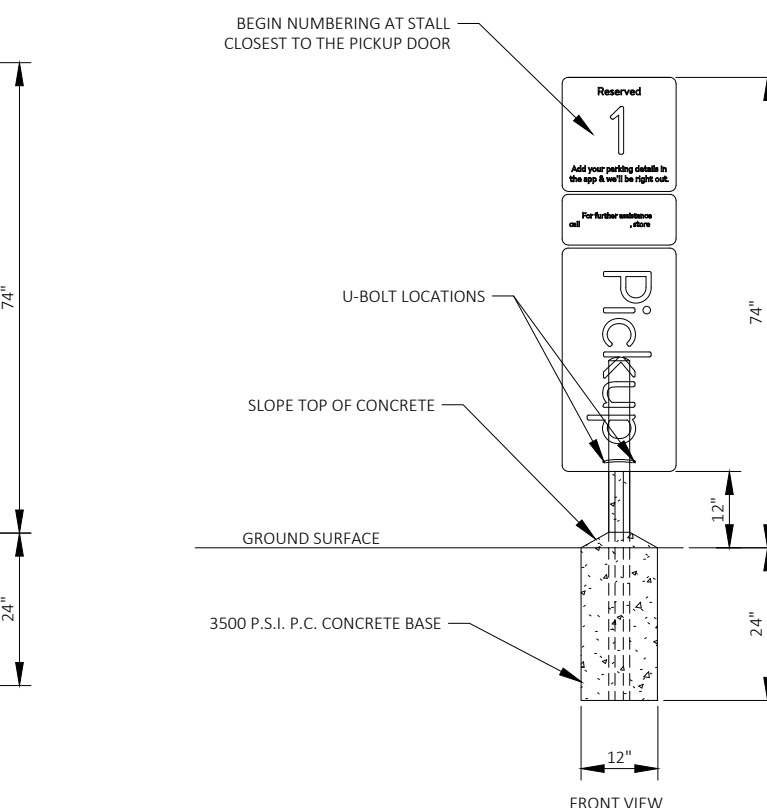 BEGIN NUMBERING AT STALL
CLOSEST TO THE PICKUP DOOR
Reserved
1
Add your parking details in
the app & we'll be right out.
For further assistance
call , store
Pickup
U-BOLT LOCATIONS
74"
74"
SLOPE TOP OF CONCRETE
12"
GROUND SURFACE
24"
3500 P.S.I. P.C. CONCRETE BASE
24"
12"
FRONT VIEW